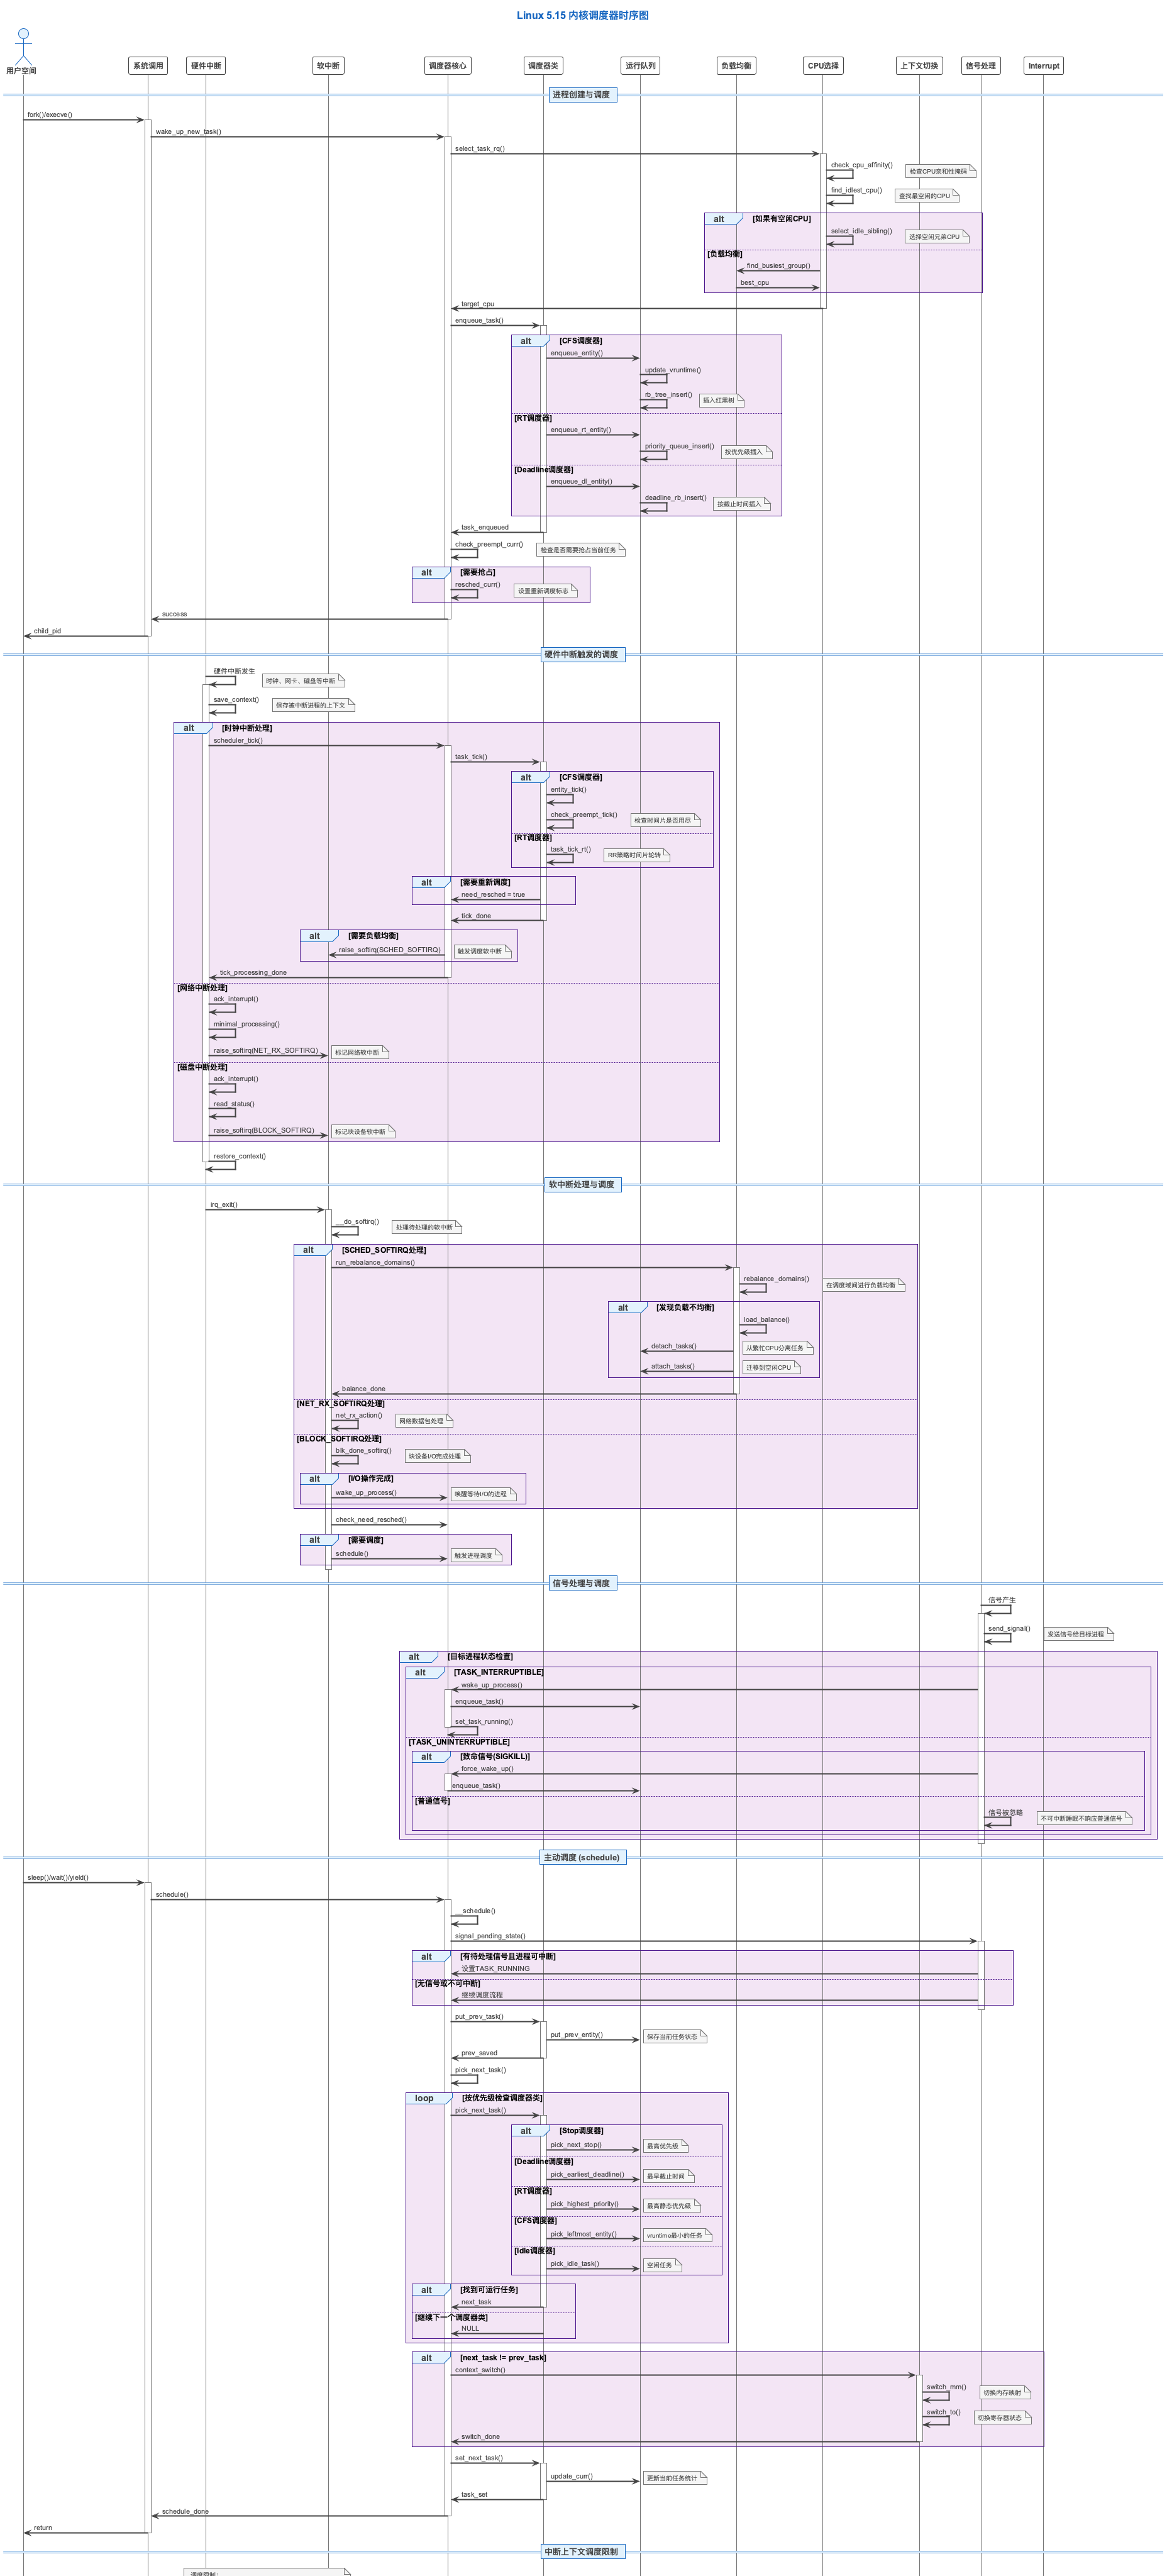 Linux 5.15 内核调度器时序图
用户空间
系统调用
硬件中断
软中断
调度器核心
调度器类
运行队列
负载均衡
CPU选择
上下文切换
信号处理
Interrupt
进程创建与调度
fork()/execve()
wake_up_new_task()
select_task_rq()
check_cpu_affinity()
检查CPU亲和性掩码
find_idlest_cpu()
查找最空闲的CPU
alt [如果有空闲CPU]
select_idle_sibling()
选择空闲兄弟CPU
[负载均衡]
find_busiest_group()
best_cpu
target_cpu
enqueue_task()
alt [CFS调度器]
enqueue_entity()
update_vruntime()
rb_tree_insert()
插入红黑树
[RT调度器]
enqueue_rt_entity()
priority_queue_insert()
按优先级插入
[Deadline调度器]
enqueue_dl_entity()
deadline_rb_insert()
按截止时间插入
task_enqueued
check_preempt_curr()
检查是否需要抢占当前任务
alt [需要抢占]
resched_curr()
设置重新调度标志
success
child_pid
硬件中断触发的调度
硬件中断发生
时钟、网卡、磁盘等中断
save_context()
保存被中断进程的上下文
alt [时钟中断处理]
scheduler_tick()
task_tick()
alt [CFS调度器]
entity_tick()
check_preempt_tick()
检查时间片是否用尽
[RT调度器]
task_tick_rt()
RR策略时间片轮转
alt [需要重新调度]
need_resched = true
tick_done
alt [需要负载均衡]
raise_softirq(SCHED_SOFTIRQ)
触发调度软中断
tick_processing_done
[网络中断处理]
ack_interrupt()
minimal_processing()
raise_softirq(NET_RX_SOFTIRQ)
标记网络软中断
[磁盘中断处理]
ack_interrupt()
read_status()
raise_softirq(BLOCK_SOFTIRQ)
标记块设备软中断
restore_context()
软中断处理与调度
irq_exit()
__do_softirq()
处理待处理的软中断
alt [SCHED_SOFTIRQ处理]
run_rebalance_domains()
rebalance_domains()
在调度域间进行负载均衡
alt [发现负载不均衡]
load_balance()
detach_tasks()
从繁忙CPU分离任务
attach_tasks()
迁移到空闲CPU
balance_done
[NET_RX_SOFTIRQ处理]
net_rx_action()
网络数据包处理
[BLOCK_SOFTIRQ处理]
blk_done_softirq()
块设备I/O完成处理
alt [I/O操作完成]
wake_up_process()
唤醒等待I/O的进程
check_need_resched()
alt [需要调度]
schedule()
触发进程调度
信号处理与调度
信号产生
send_signal()
发送信号给目标进程
alt [目标进程状态检查]
alt [TASK_INTERRUPTIBLE]
wake_up_process()
enqueue_task()
set_task_running()
[TASK_UNINTERRUPTIBLE]
alt [致命信号(SIGKILL)]
force_wake_up()
enqueue_task()
[普通信号]
信号被忽略
不可中断睡眠不响应普通信号
主动调度 (schedule)
sleep()/wait()/yield()
schedule()
__schedule()
signal_pending_state()
alt [有待处理信号且进程可中断]
设置TASK_RUNNING
[无信号或不可中断]
继续调度流程
put_prev_task()
put_prev_entity()
保存当前任务状态
prev_saved
pick_next_task()
loop [按优先级检查调度器类]
pick_next_task()
alt [Stop调度器]
pick_next_stop()
最高优先级
[Deadline调度器]
pick_earliest_deadline()
最早截止时间
[RT调度器]
pick_highest_priority()
最高静态优先级
[CFS调度器]
pick_leftmost_entity()
vruntime最小的任务
[Idle调度器]
pick_idle_task()
空闲任务
alt [找到可运行任务]
next_task
[继续下一个调度器类]
NULL
alt [next_task != prev_task]
context_switch()
switch_mm()
切换内存映射
switch_to()
切换寄存器状态
switch_done
set_next_task()
update_curr()
更新当前任务统计
task_set
schedule_done
return
中断上下文调度限制
调度限制: